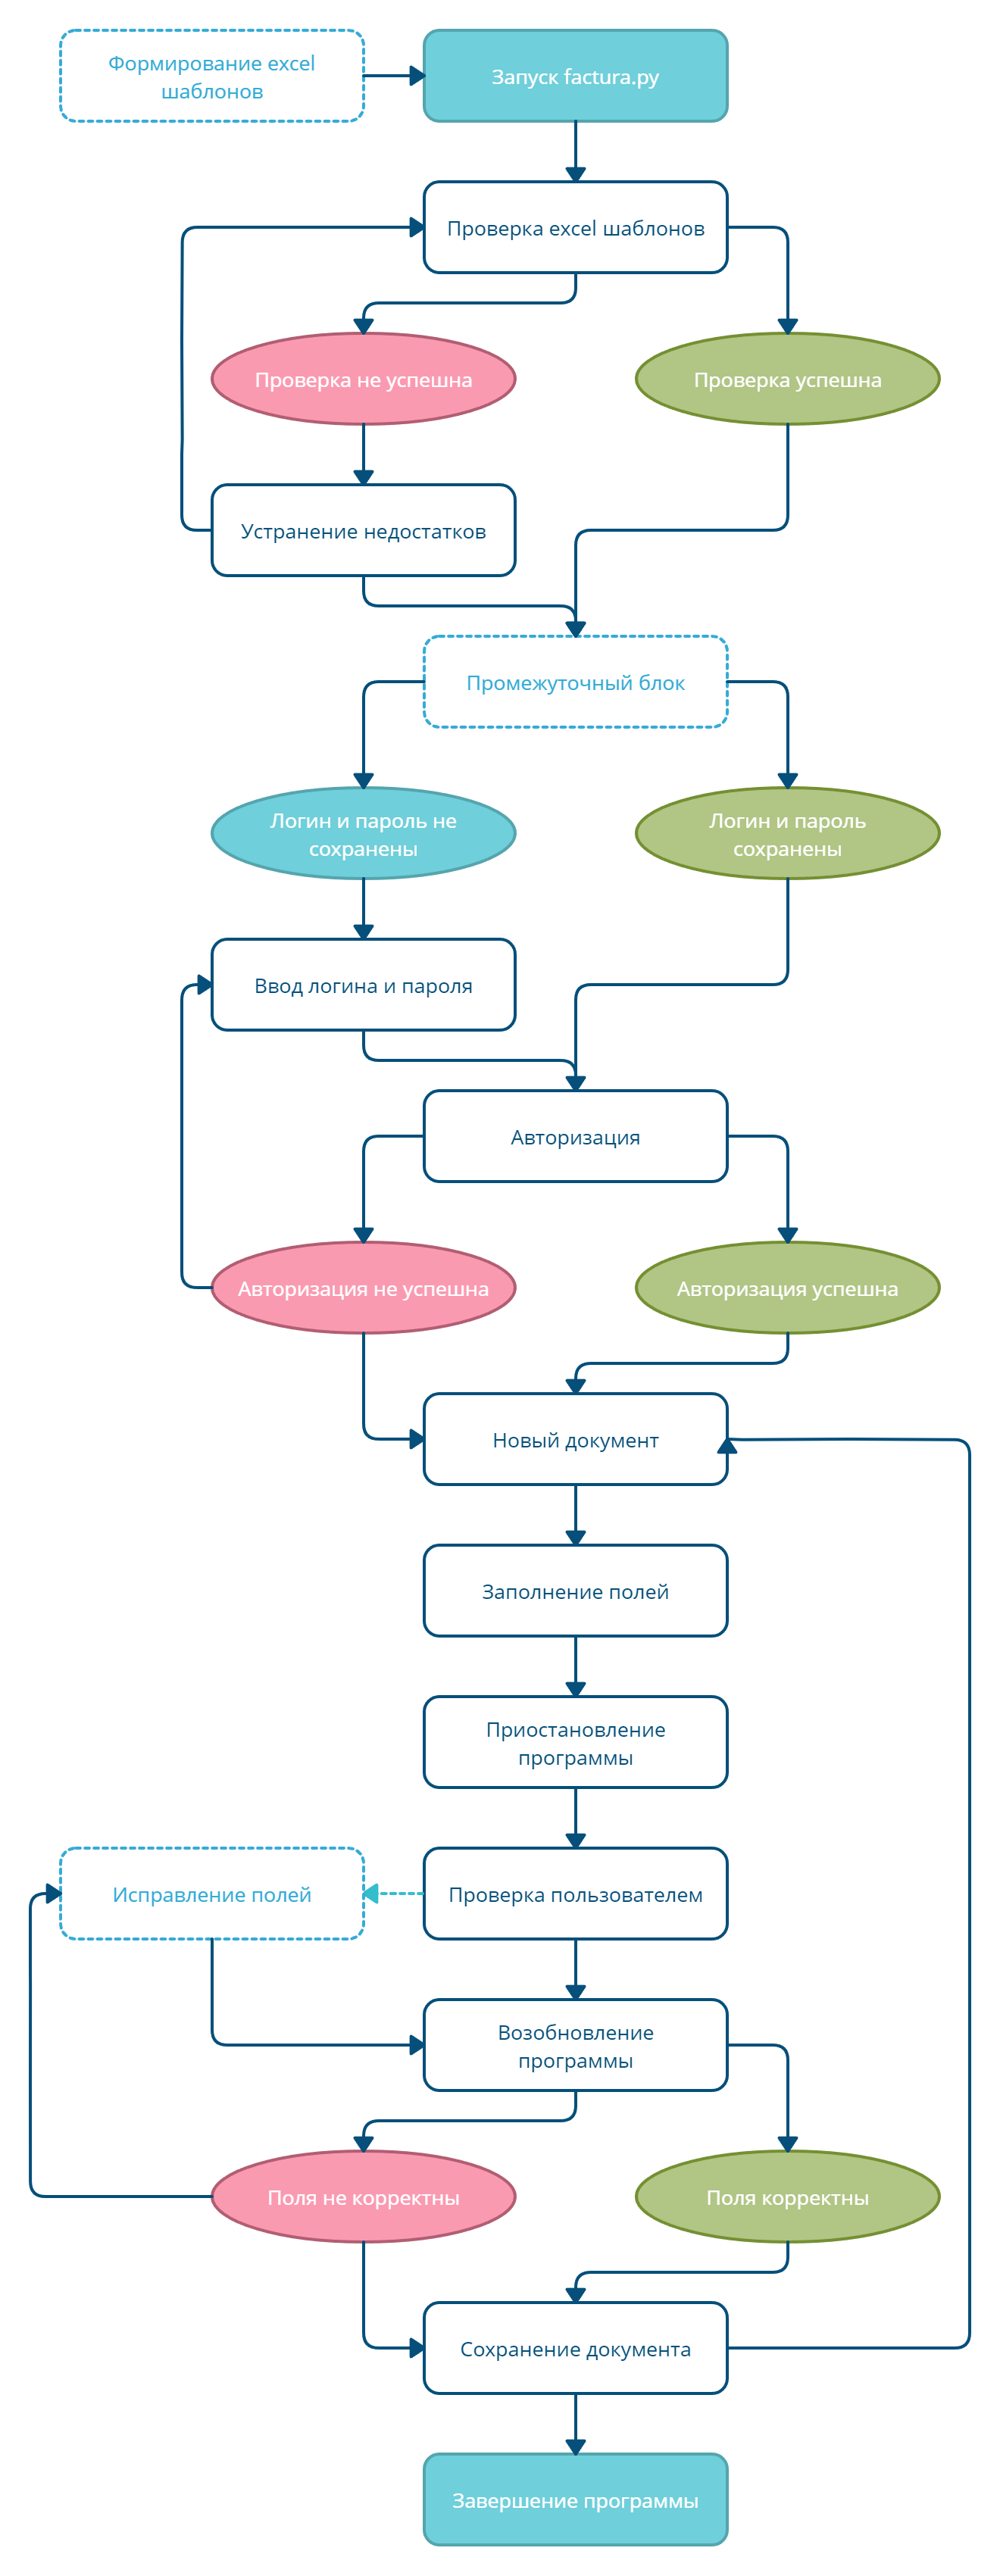 Формирование excel
шаблонов
Запуск factura.py
Проверка excel шаблонов
Проверка не успешна
Проверка успешна
Устранение недостатков
Промежуточный блок
Логин и пароль не
сохранены
Логин и пароль
сохранены
Ввод логина и пароля
Авторизация
Авторизация не успешна
Авторизация успешна
Новый документ
Заполнение полей
Приостановление
программы
Исправление полей
Проверка пользователем
Возобновление
программы
Поля не корректны
Поля корректны
Сохранение документа
Завершение программы